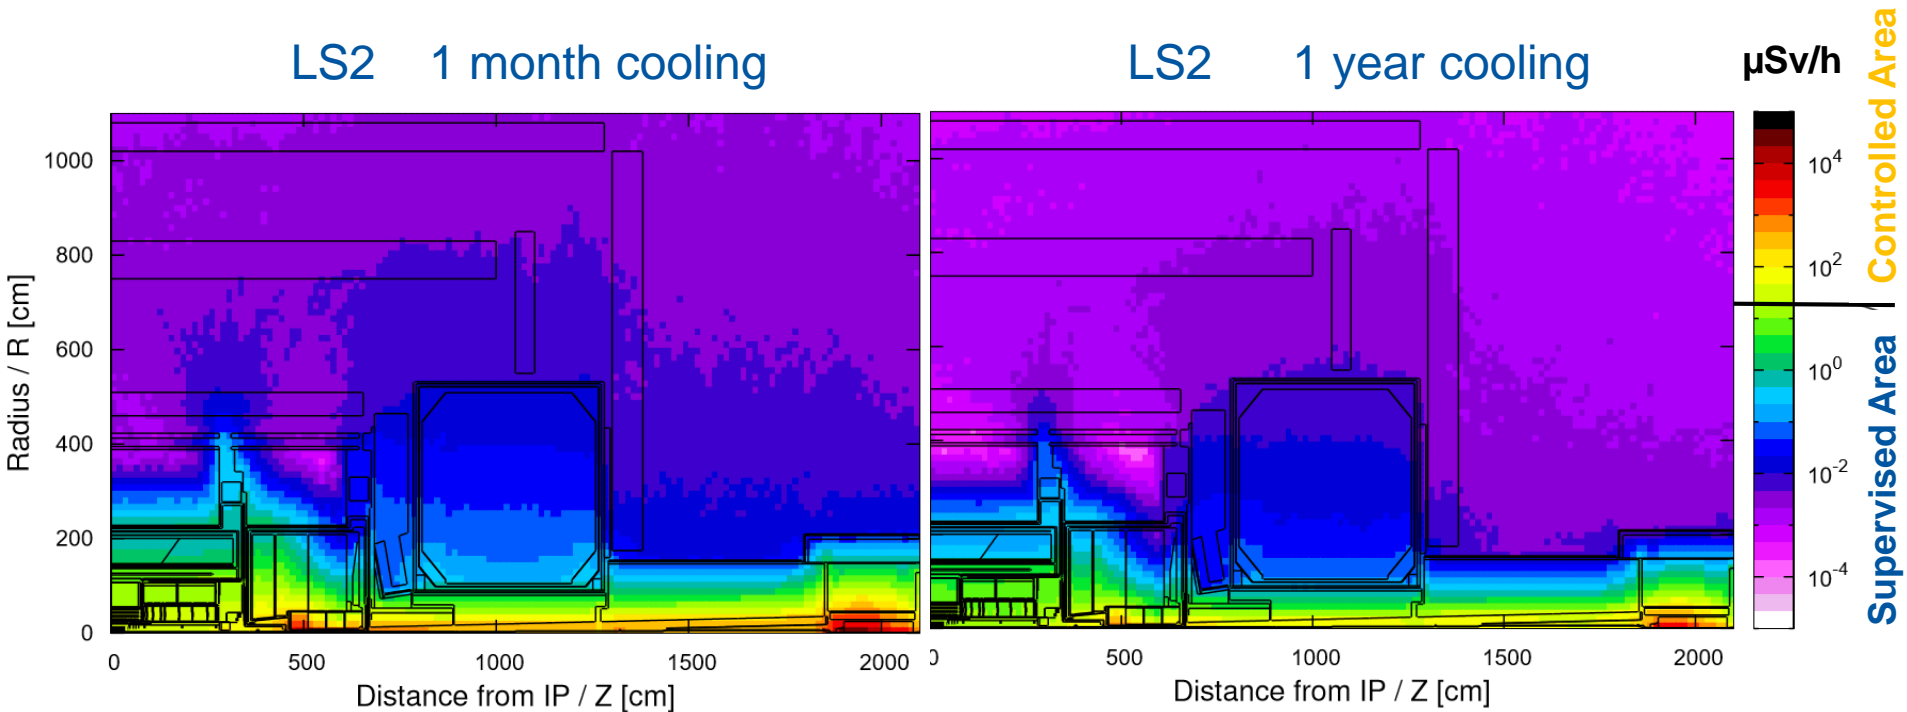 LS2 1 month cooling
LS2 1 year cooling
µSv/h
Controlled Area
Supervised Area
10^4
10^2
10^0
10^-2
10^-4
Radius / R [cm]
1000
800
600
400
200
0
0 500 1000 1500 2000
Distance from IP / Z [cm]
0 500 1000 1500 2000
Distance from IP / Z [cm]